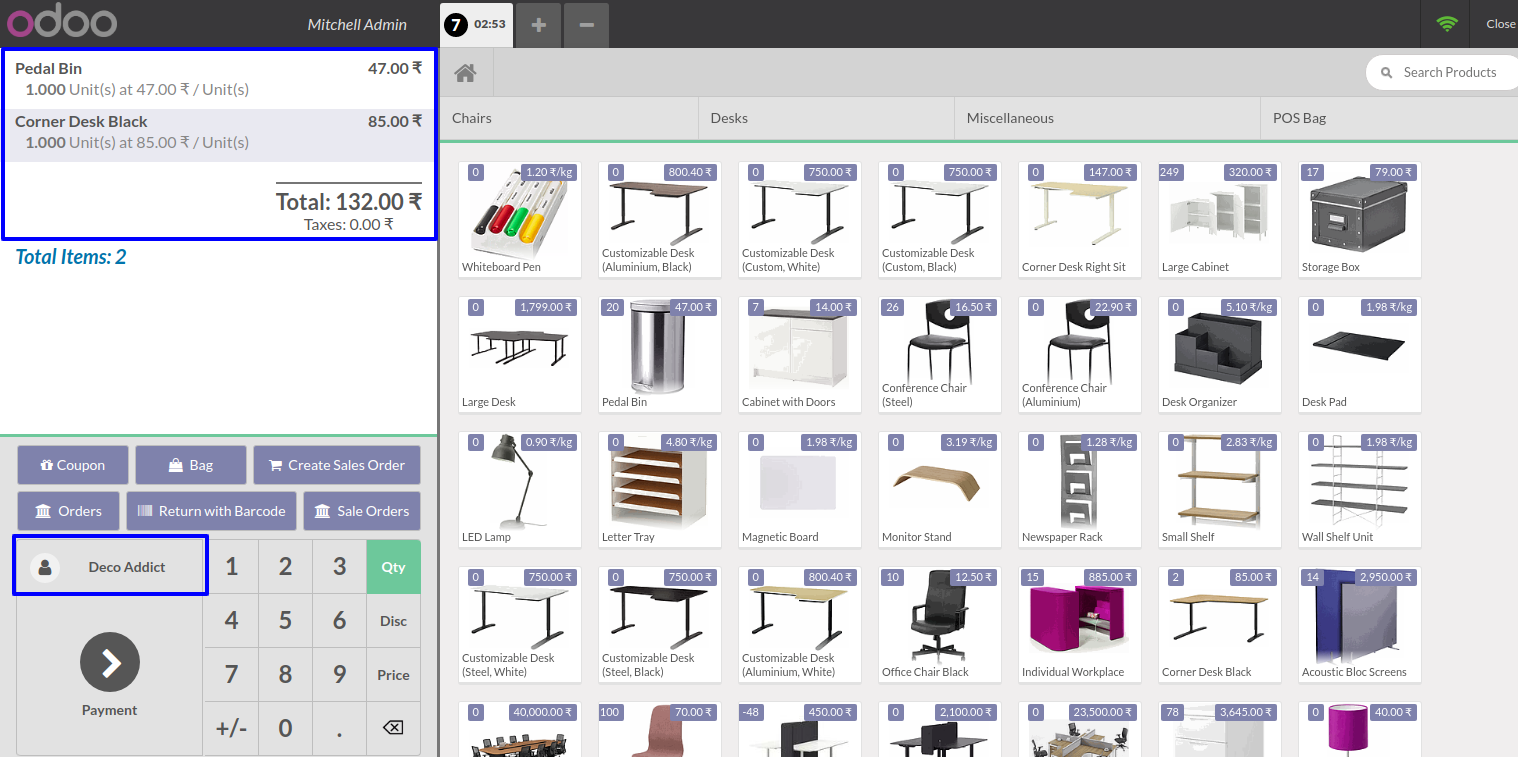 odoo
Mitchell Admin
7 02:53
+
−
Close
Pedal Bin 47.00 ₹
1.000 Unit(s) at 47.00 ₹ / Unit(s)
Corner Desk Black 85.00 ₹
1.000 Unit(s) at 85.00 ₹ / Unit(s)
Total: 132.00 ₹
Taxes: 0.00 ₹
Total Items: 2
Coupon Bag Create Sales Order
Orders Return with Barcode Sale Orders
Deco Addict
1 2 3 Qty
4 5 6 Disc
7 8 9 Price
+/- 0 .
Payment
Search Products
Chairs Desks Miscellaneous POS Bag
0 1.20 ₹/kg
Whiteboard Pen
0 800.40 ₹
Customizable Desk
(Aluminium, Black)
0 750.00 ₹
Customizable Desk
(Custom, White)
0 750.00 ₹
Customizable Desk
(Custom, Black)
0 147.00 ₹
Corner Desk Right Sit
249 320.00 ₹
Large Cabinet
17 79.00 ₹
Storage Box
0 1,799.00 ₹
Large Desk
20 47.00 ₹
Pedal Bin
7 14.00 ₹
Cabinet with Doors
26 16.50 ₹
Conference Chair
(Steel)
0 22.90 ₹
Conference Chair
(Aluminium)
0 5.10 ₹/kg
Desk Organizer
0 1.98 ₹/kg
Desk Pad
0 0.90 ₹/kg
LED Lamp
0 4.80 ₹/kg
Letter Tray
0 1.98 ₹/kg
Magnetic Board
0 3.19 ₹/kg
Monitor Stand
0 1.28 ₹/kg
Newspaper Rack
0 2.83 ₹/kg
Small Shelf
0 1.98 ₹/kg
Wall Shelf Unit
0 750.00 ₹
Customizable Desk
(Steel, White)
0 750.00 ₹
Customizable Desk
(Steel, Black)
0 800.40 ₹
Customizable Desk
(Aluminium, White)
10 12.50 ₹
Office Chair Black
15 885.00 ₹
Individual Workplace
2 85.00 ₹
Corner Desk Black
14 2,950.00 ₹
Acoustic Bloc Screens
0 40,000.00 ₹
100 70.00 ₹
-48 450.00 ₹
0 2,100.00 ₹
0 23,500.00 ₹
78 3,645.00 ₹
0 40.00 ₹